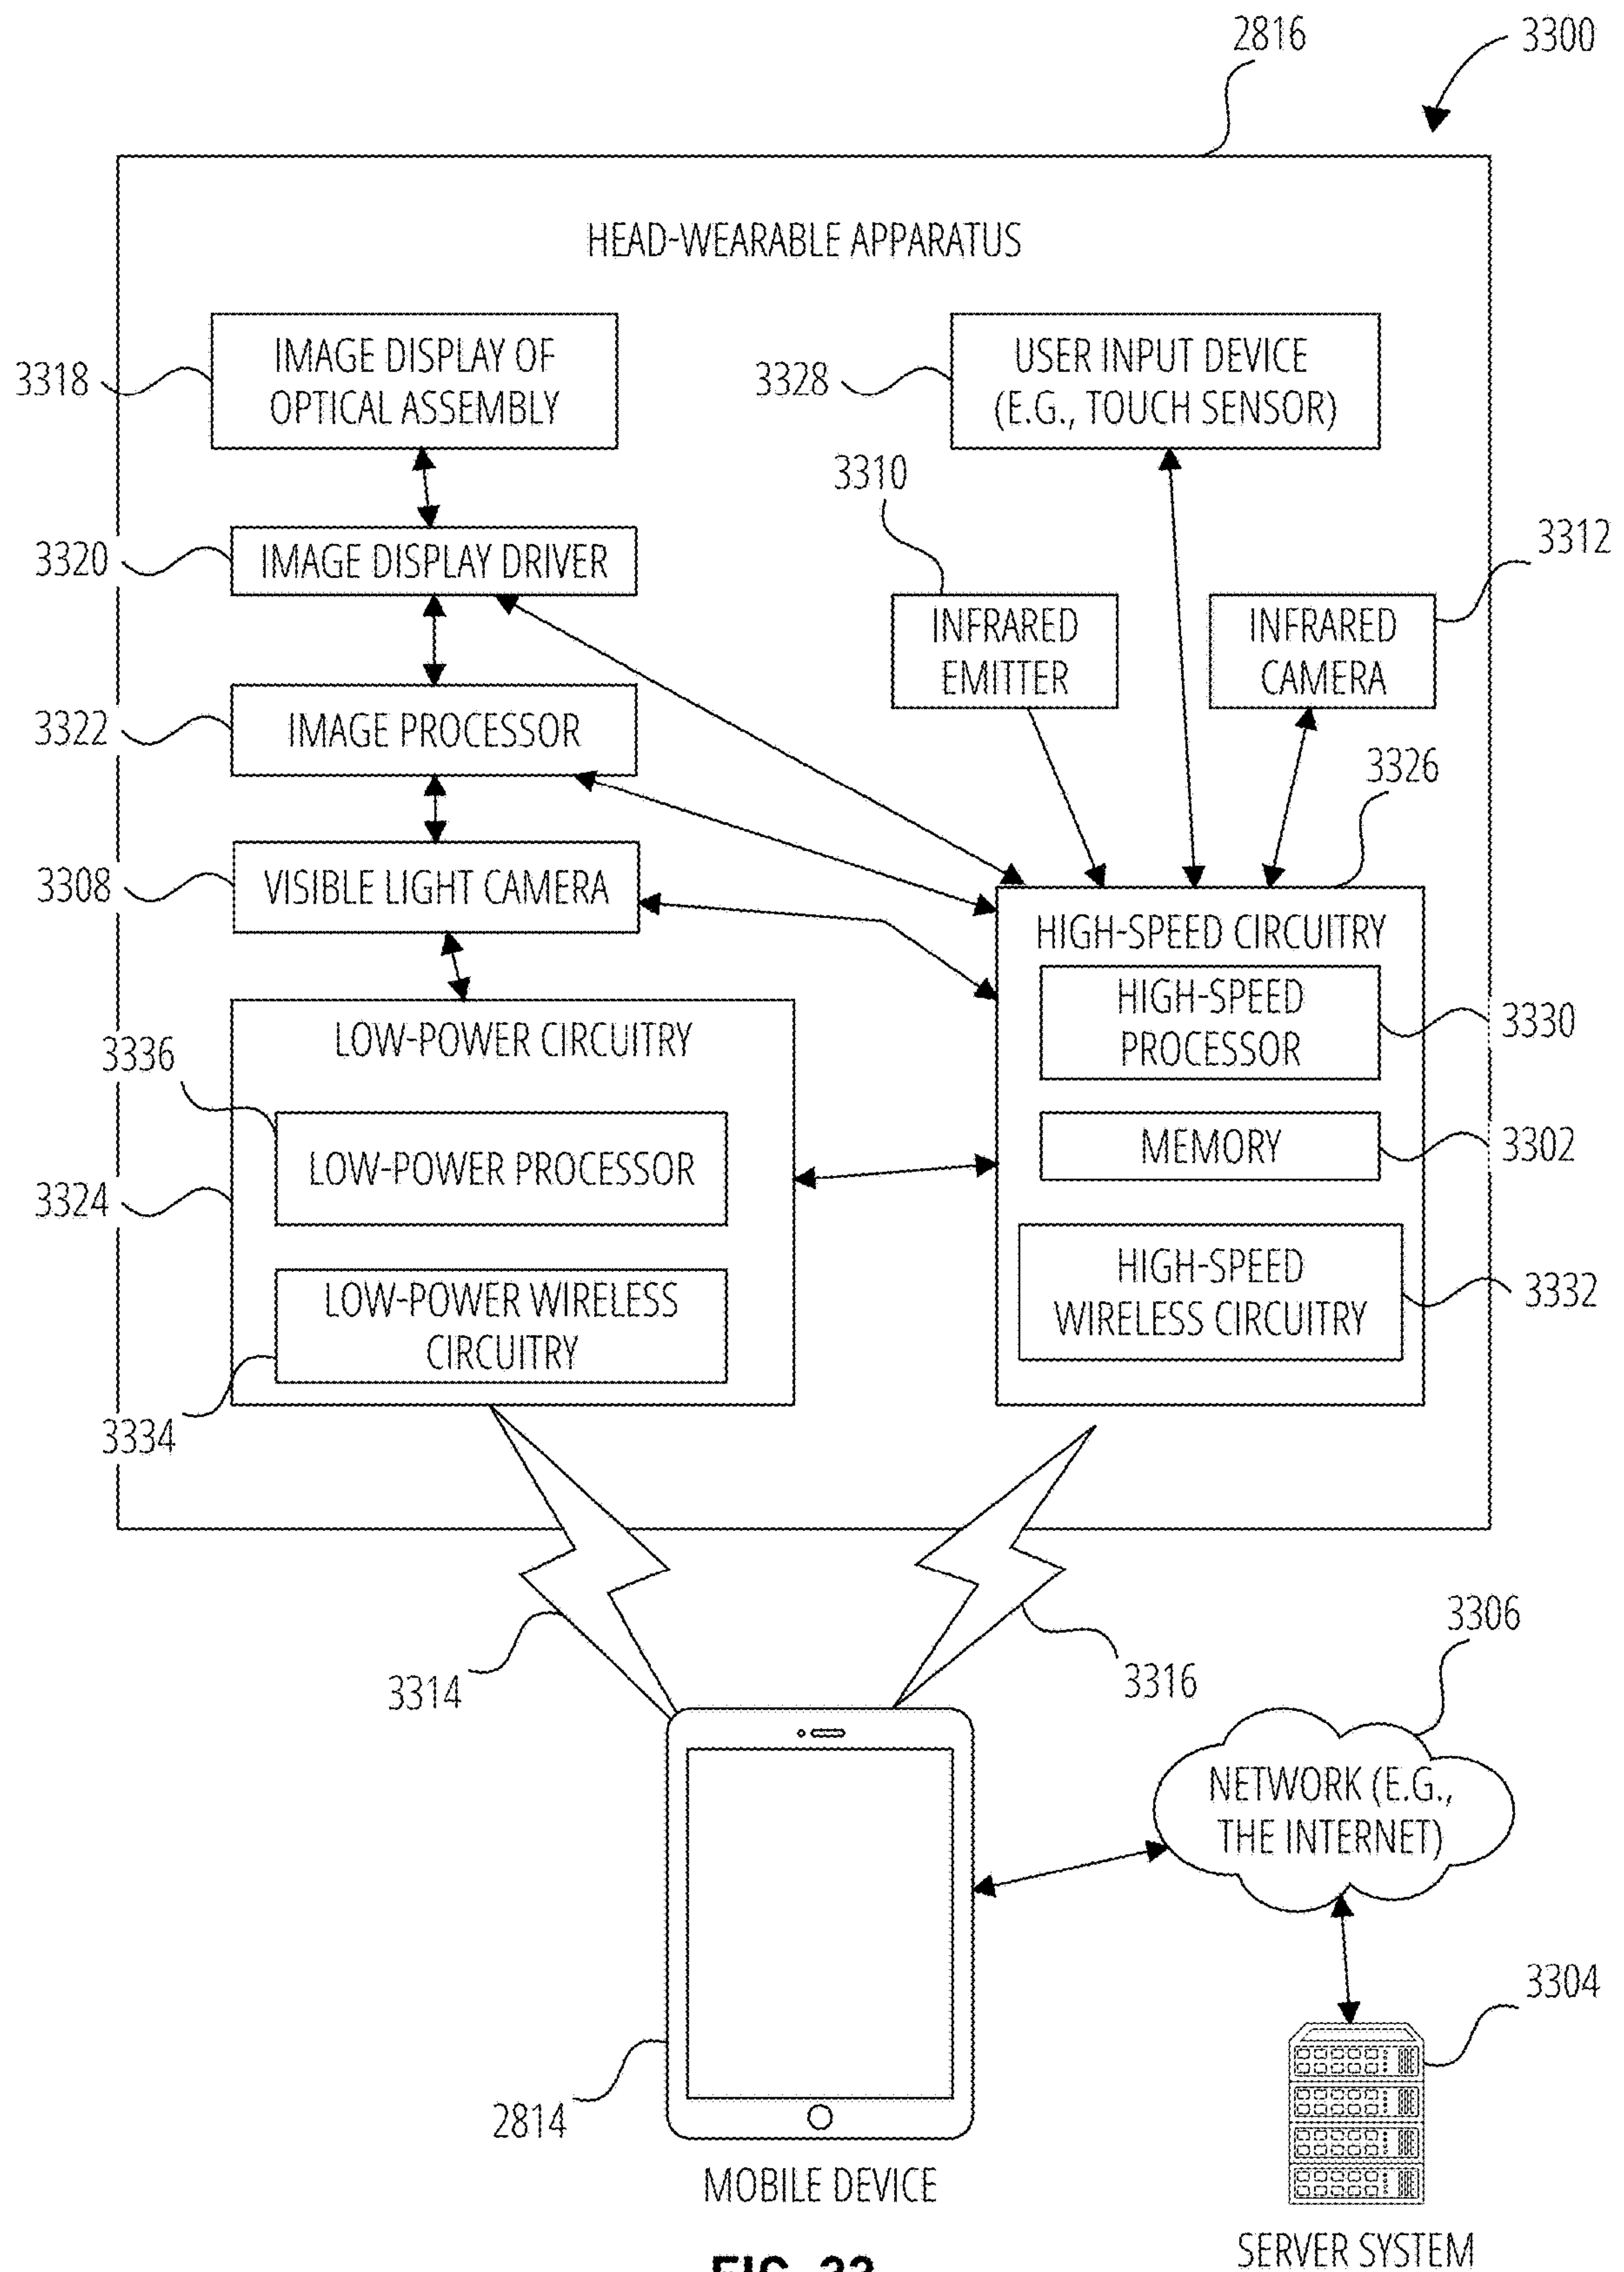 2816
3300
HEAD-WEARABLE APPARATUS
3318
IMAGE DISPLAY OF
OPTICAL ASSEMBLY
3328
USER INPUT DEVICE
(E.G., TOUCH SENSOR)
3310
3312
3320
IMAGE DISPLAY DRIVER
INFRARED
EMITTER
INFRARED
CAMERA
3322
IMAGE PROCESSOR
3326
3308
VISIBLE LIGHT CAMERA
HIGH-SPEED CIRCUITRY
HIGH-SPEED
PROCESSOR
3330
LOW-POWER CIRCUITRY
3336
LOW-POWER PROCESSOR
MEMORY
3302
3324
HIGH-SPEED
WIRELESS CIRCUITRY
3332
LOW-POWER WIRELESS
CIRCUITRY
3334
3314
3316
3306
NETWORK (E.G.,
THE INTERNET)
3304
2814
MOBILE DEVICE
SERVER SYSTEM
FIG. 33